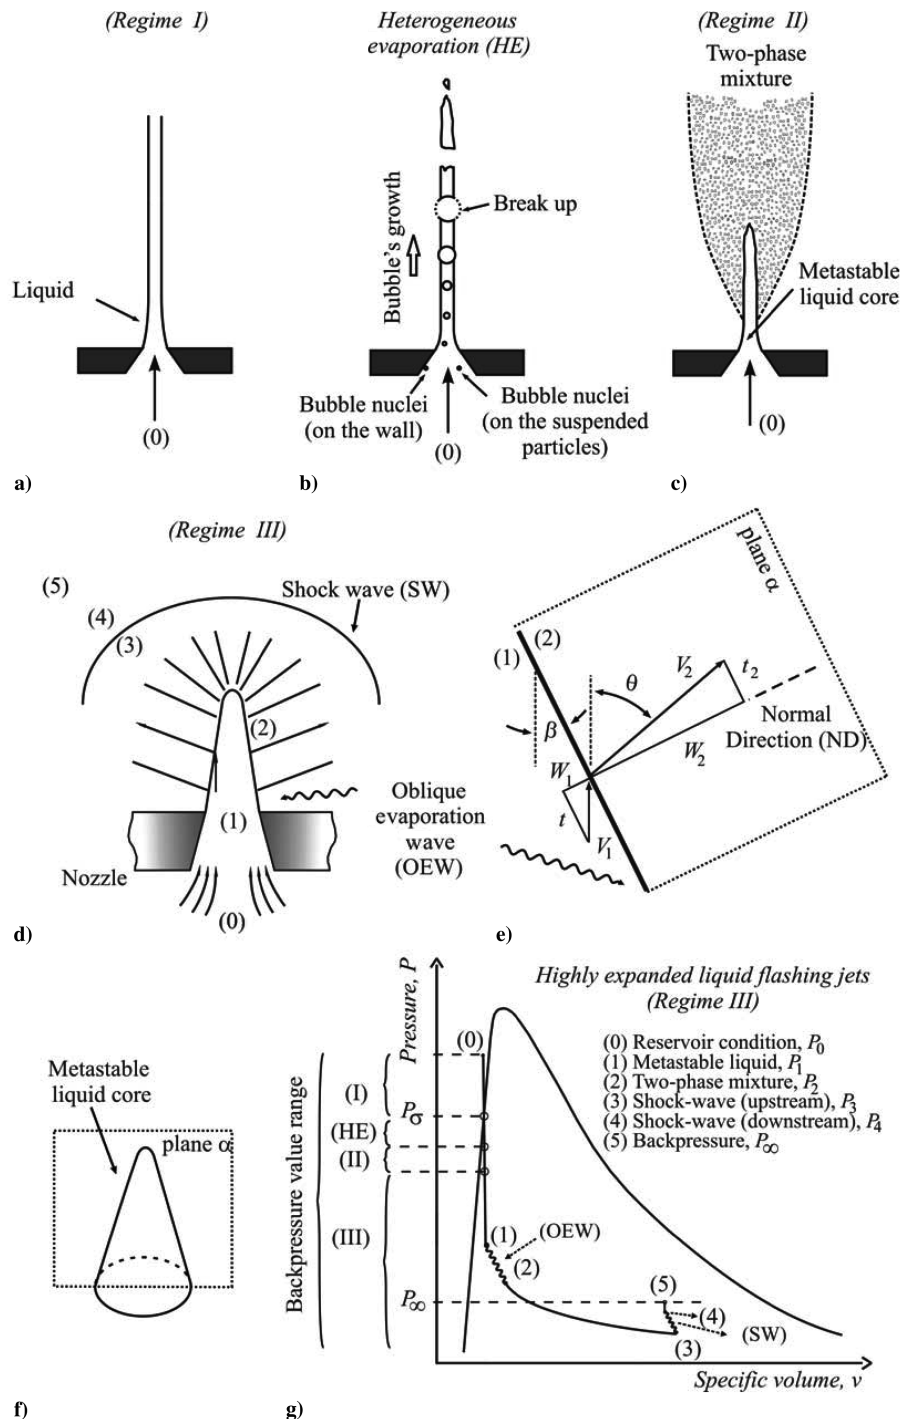 (Regime I)
Liquid
(0)
a)
Heterogeneous
evaporation (HE)
Bubble's growth
Break up
Bubble nuclei
(on the wall)
Bubble nuclei
(on the suspended
particles)
(0)
b)
(Regime II)
Two-phase
mixture
Metastable
liquid core
(0)
c)
(Regime III)
(5)
(4)
(3)
Shock wave (SW)
(2)
(1)
Oblique
evaporation
wave
(OEW)
Nozzle
(0)
d)
plane α
(2)
(1)
θ
V2
t2
β
Normal
Direction (ND)
W1
W2
t
V1
e)
Metastable
liquid core
plane α
f)
Pressure, P
Highly expanded liquid flashing jets
(Regime III)
(0) Reservoir condition, P0
(1) Metastable liquid, P1
(2) Two-phase mixture, P2
(3) Shock-wave (upstream), P3
(4) Shock-wave (downstream), P4
(5) Backpressure, P∞
Backpressure value range
(0)
(I)
Pσ
(HE)
(II)
(III)
(1)
(OEW)
(2)
P∞
(5)
(4)
(SW)
(3)
Specific volume, v
g)